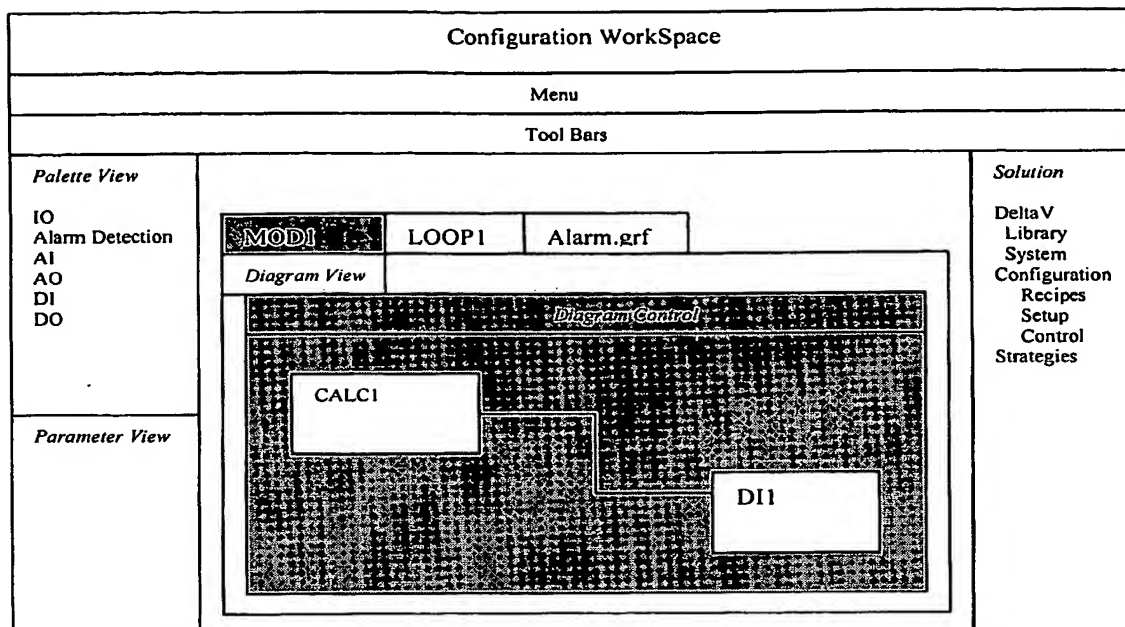 Configuration WorkSpace
Menu
Tool Bars
Palette View
IO
Alarm Detection
AI
AO
DI
DO
Parameter View
MOD1
LOOP1
Alarm.grf
Diagram View
Diagram Control
CALC1
DI1
Solution
DeltaV
Library
System
Configuration
Recipes
Setup
Control
Strategies